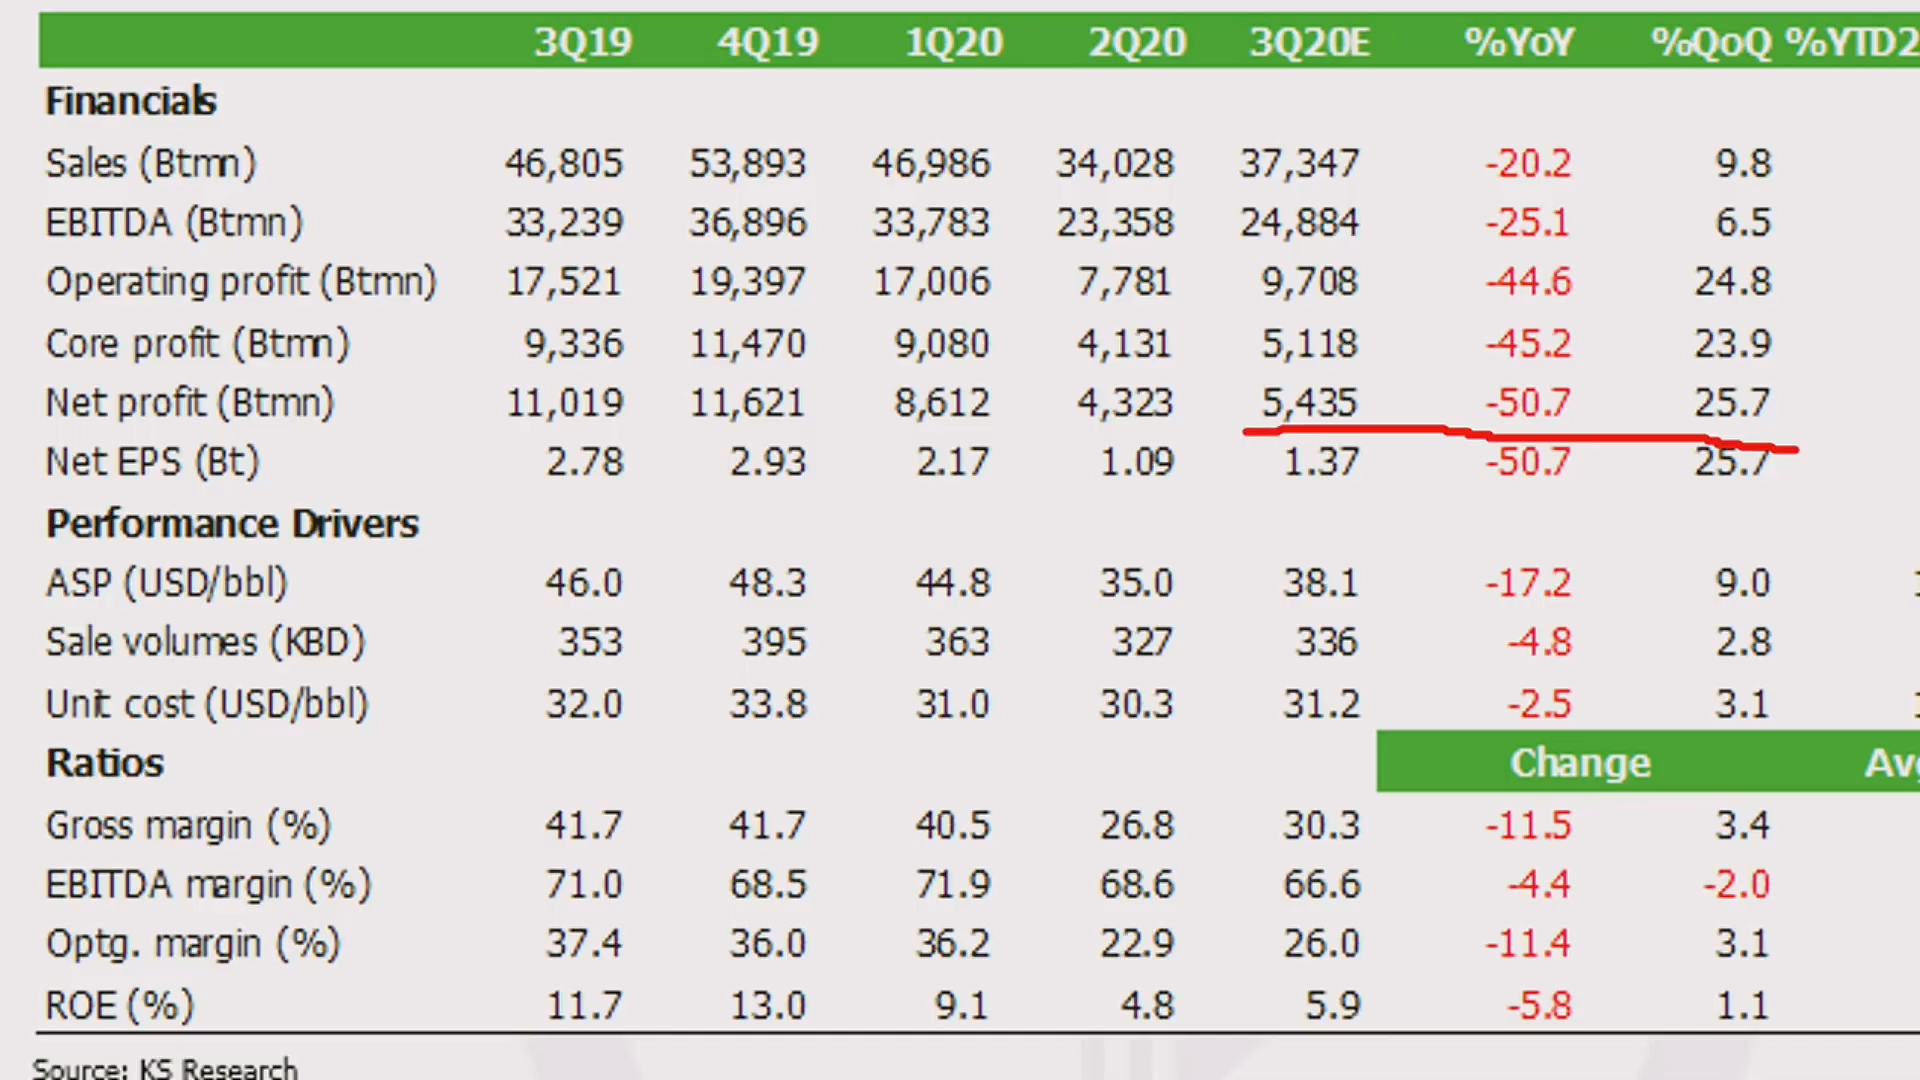 3Q19 4Q19 1Q20 2Q20 3Q20E %YoY %QoQ %YTD2
Financials
Sales (Btmn) 46,805 53,893 46,986 34,028 37,347 -20.2 9.8
EBITDA (Btmn) 33,239 36,896 33,783 23,358 24,884 -25.1 6.5
Operating profit (Btmn) 17,521 19,397 17,006 7,781 9,708 -44.6 24.8
Core profit (Btmn) 9,336 11,470 9,080 4,131 5,118 -45.2 23.9
Net profit (Btmn) 11,019 11,621 8,612 4,323 5,435 -50.7 25.7
Net EPS (Bt) 2.78 2.93 2.17 1.09 1.37 -50.7 25.7
Performance Drivers
ASP (USD/bbl) 46.0 48.3 44.8 35.0 38.1 -17.2 9.0
Sale volumes (KBD) 353 395 363 327 336 -4.8 2.8
Unit cost (USD/bbl) 32.0 33.8 31.0 30.3 31.2 -2.5 3.1
Ratios Change
Gross margin (%) 41.7 41.7 40.5 26.8 30.3 -11.5 3.4
EBITDA margin (%) 71.0 68.5 71.9 68.6 66.6 -4.4 -2.0
Optg. margin (%) 37.4 36.0 36.2 22.9 26.0 -11.4 3.1
ROE (%) 11.7 13.0 9.1 4.8 5.9 -5.8 1.1
Source: KS Research